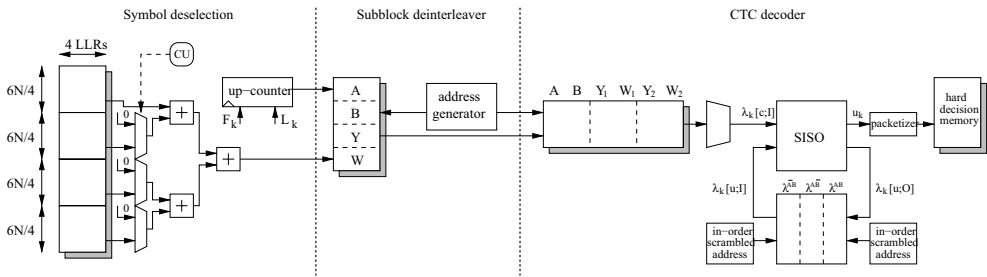 Symbol deselection
Subblock deinterleaver
CTC decoder
4 LLRs
CU
6N/4
6N/4
6N/4
6N/4
0
0
0
0
+
+
+
up-counter
F_k
L_k
A
B
Y
W
address
generator
A B Y_1 W_1 Y_2 W_2
λ_k[c;I]
SISO
u_k
packetizer
hard
decision
memory
λ_k[u;I]
λ_k[u;O]
λ^{A̅B} λ^{AB̅} λ^{AB}
in-order
scrambled
address
in-order
scrambled
address